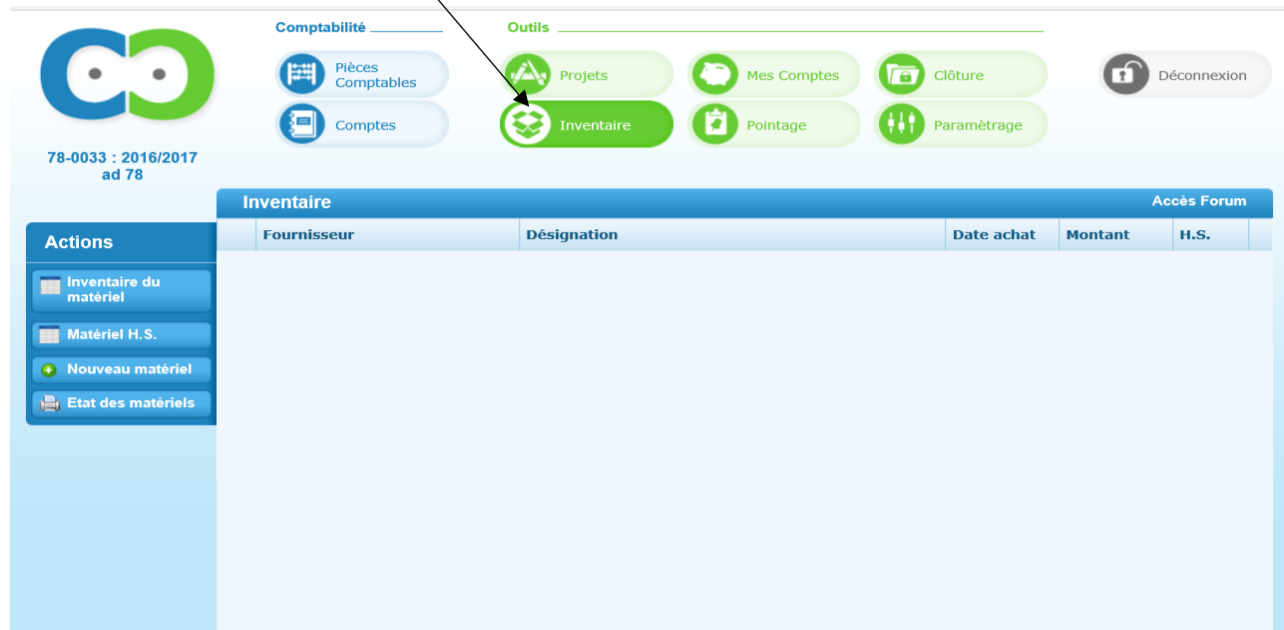 Comptabilité
Outils
Pièces
Comptables
Projets
Mes Comptes
Clôture
Déconnexion
Comptes
Inventaire
Pointage
Paramètrage
78-0033 : 2016/2017
ad 78
Inventaire
Accès Forum
Actions
Fournisseur
Désignation
Date achat
Montant
H.S.
Inventaire du
matériel
Matériel H.S.
Nouveau matériel
Etat des matériels